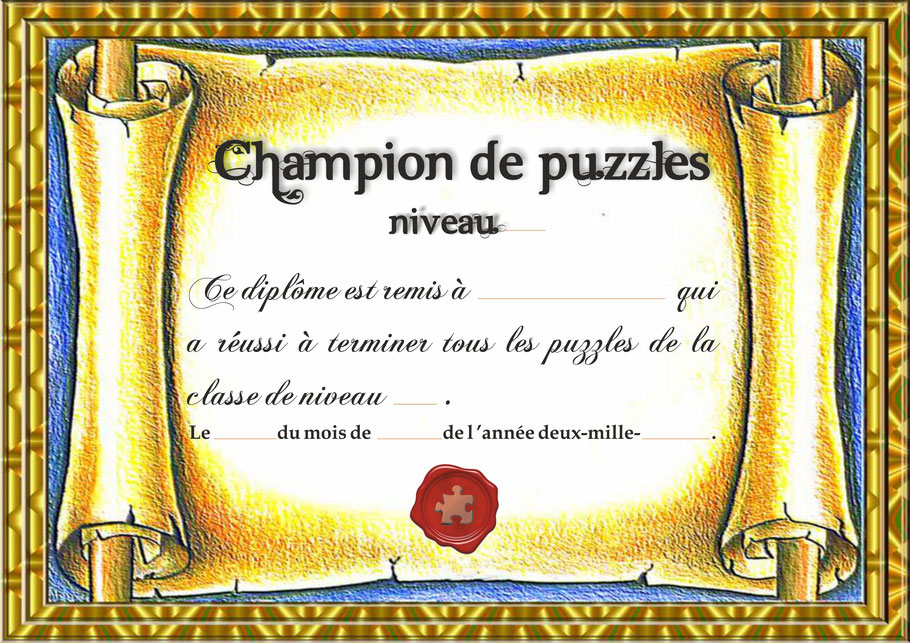 Champion de puzzles
niveau
Ce diplôme est remis à qui
a réussi à terminer tous les puzzles de la
classe de niveau .
Le du mois de de l'année deux-mille- .